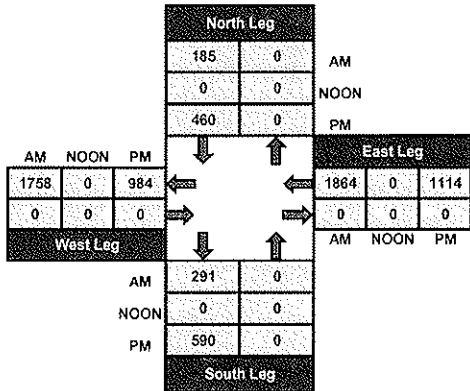 North Leg
185 0 AM
0 0 NOON
460 0 PM
AM NOON PM
1758 0 984
0 0 0
West Leg
East Leg
1864 0 1114
0 0 0
AM NOON PM
AM 291 0
NOON 0 0
PM 590 0
South Leg